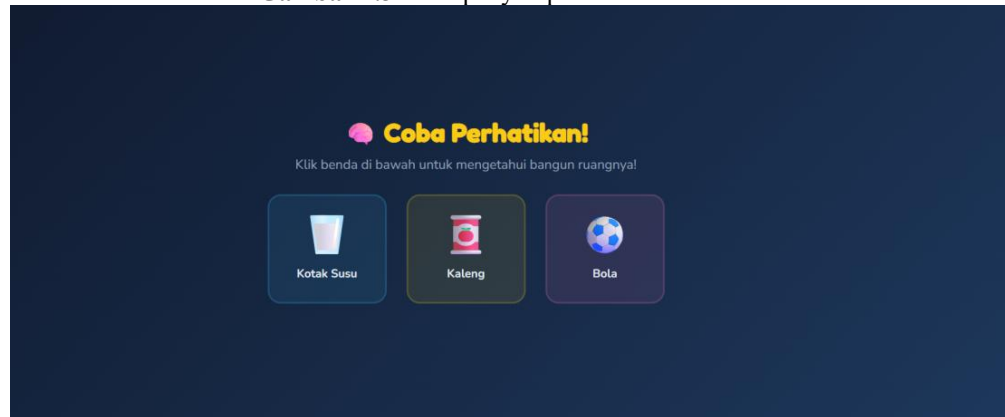 Coba Perhatikan!
Klik benda di bawah untuk mengetahui bangun ruangnya!
Kotak Susu
Kaleng
Bola